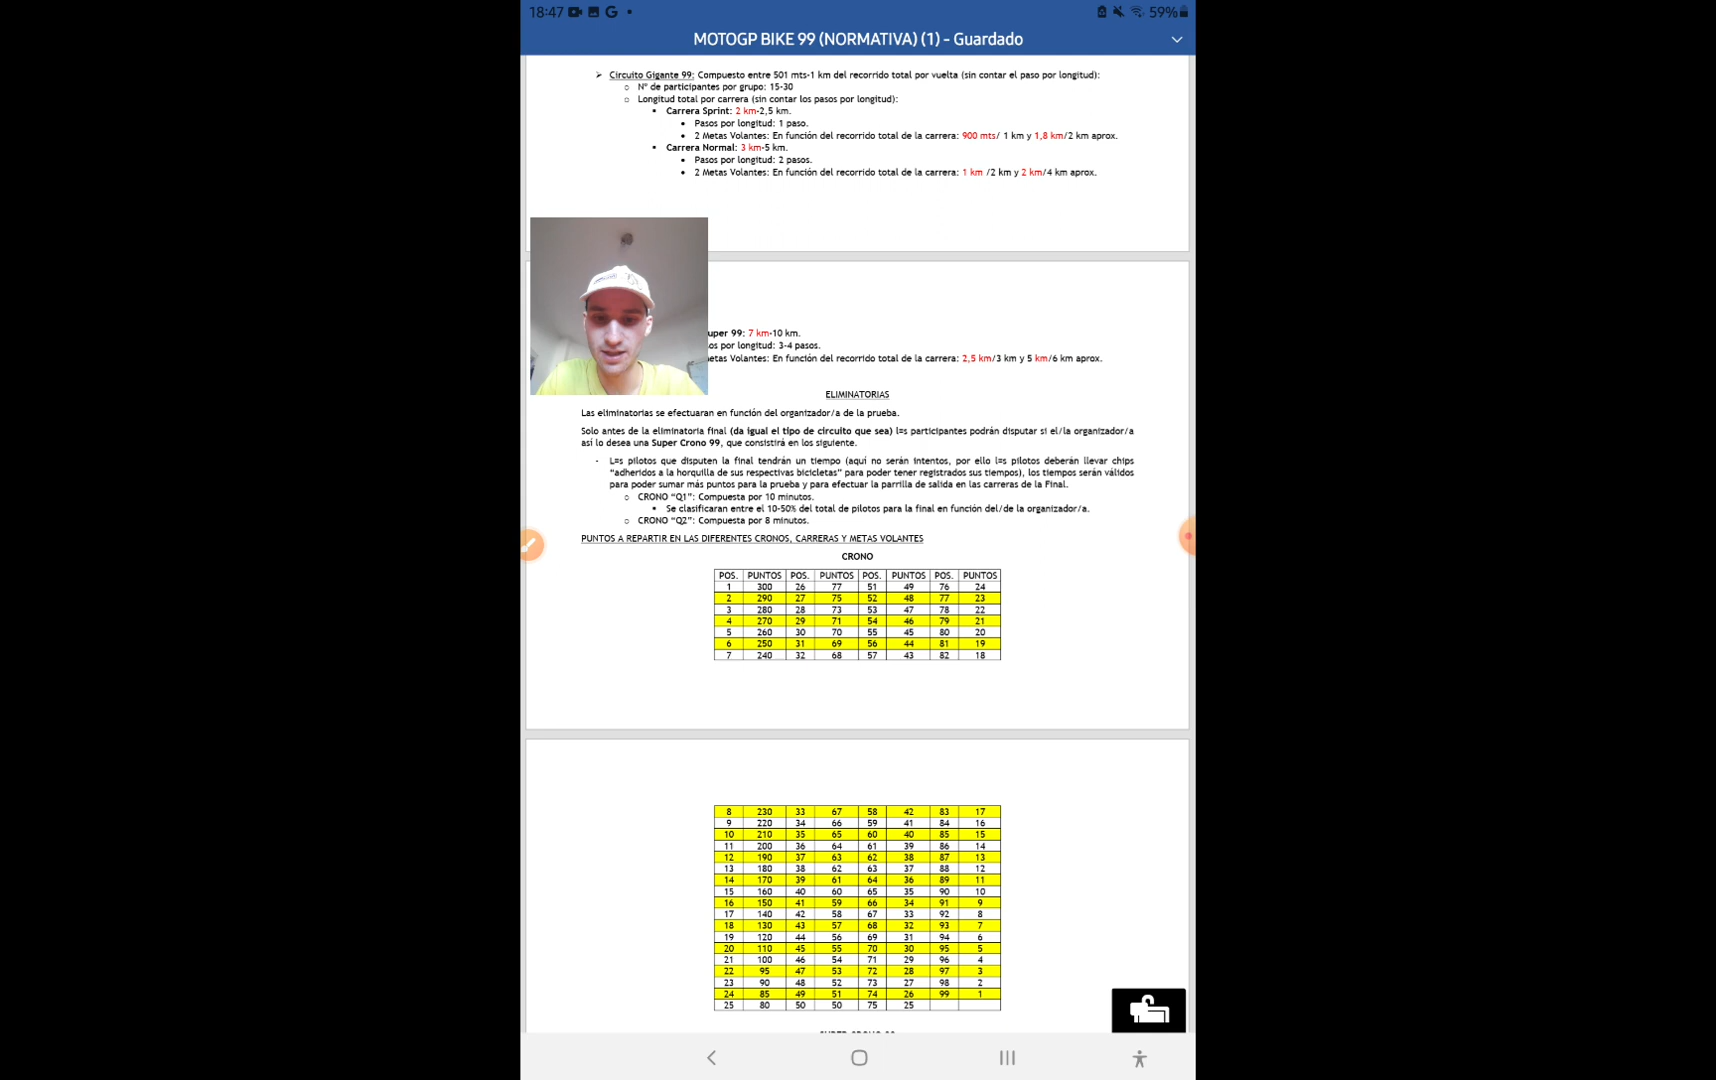 18:47 G • 59%
MOTOGP BIKE 99 (NORMATIVA) (1) - Guardado
➢ Circuito Gigante 99: Compuesto entre 501 mts-1 km del recorrido total por vuelta (sin contar el paso por longitud):
o Nº de participantes por grupo: 15-30
o Longitud total por carrera (sin contar los pasos por longitud):
▪ Carrera Sprint: 2 km-2,5 km.
• Pasos por longitud: 1 paso.
• 2 Metas Volantes: En función del recorrido total de la carrera: 900 mts/ 1 km y 1,8 km/2 km aprox.
▪ Carrera Normal: 3 km-5 km.
• Pasos por longitud: 2 pasos.
• 2 Metas Volantes: En función del recorrido total de la carrera: 1 km /2 km y 2 km/4 km aprox.
uper 99: 7 km-10 km.
os por longitud: 3-4 pasos.
etas Volantes: En función del recorrido total de la carrera: 2,5 km/3 km y 5 km/6 km aprox.
ELIMINATORIAS
Las eliminatorias se efectuaran en función del organizador/a de la prueba.
Solo antes de la eliminatoria final (da igual el tipo de circuito que sea) l=s participantes podrán disputar si el/la organizador/a
así lo desea una Super Crono 99, que consistirá en los siguiente.
- L=s pilotos que disputen la final tendrán un tiempo (aquí no serán intentos, por ello l=s pilotos deberán llevar chips
"adheridos a la horquilla de sus respectivas bicicletas" para poder tener registrados sus tiempos), los tiempos serán válidos
para poder sumar más puntos para la prueba y para efectuar la parrilla de salida en las carreras de la Final.
o CRONO "Q1": Compuesta por 10 minutos.
▪ Se clasificaran entre el 10-50% del total de pilotos para la final en función del/de la organizador/a.
o CRONO "Q2": Compuesta por 8 minutos.
PUNTOS A REPARTIR EN LAS DIFERENTES CRONOS, CARRERAS Y METAS VOLANTES
CRONO
POS. PUNTOS POS. PUNTOS POS. PUNTOS POS. PUNTOS
1 300 26 77 51 49 76 24
2 290 27 75 52 48 77 23
3 280 28 73 53 47 78 22
4 270 29 71 54 46 79 21
5 260 30 70 55 45 80 20
6 250 31 69 56 44 81 19
7 240 32 68 57 43 82 18
8 230 33 67 58 42 83 17
9 220 34 66 59 41 84 16
10 210 35 65 60 40 85 15
11 200 36 64 61 39 86 14
12 190 37 63 62 38 87 13
13 180 38 62 63 37 88 12
14 170 39 61 64 36 89 11
15 160 40 60 65 35 90 10
16 150 41 59 66 34 91 9
17 140 42 58 67 33 92 8
18 130 43 57 68 32 93 7
19 120 44 56 69 31 94 6
20 110 45 55 70 30 95 5
21 100 46 54 71 29 96 4
22 95 47 53 72 28 97 3
23 90 48 52 73 27 98 2
24 85 49 51 74 26 99 1
25 80 50 50 75 25